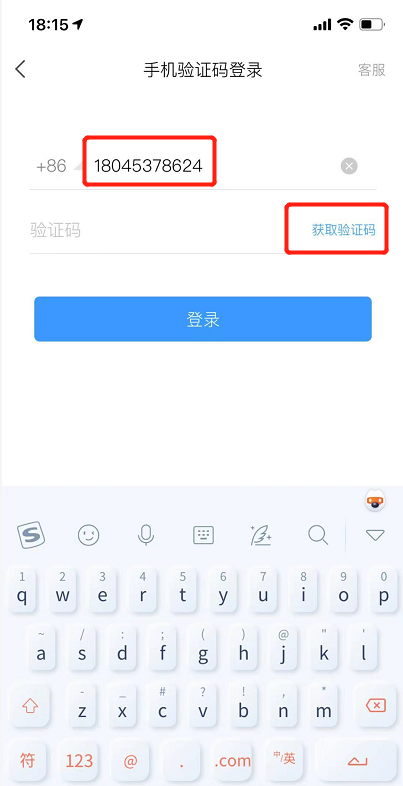 18:15
手机验证码登录 客服
+86 18045378624
验证码 获取验证码
登录
S
1 2 3 4 5 6 7 8 9 0
q w e r t y u i o p
~ / : ; ( ) @ " '
a s d f g h j k l
- _ # ? ! , *
z x c v b n m
符 123 @ . .com 中/英